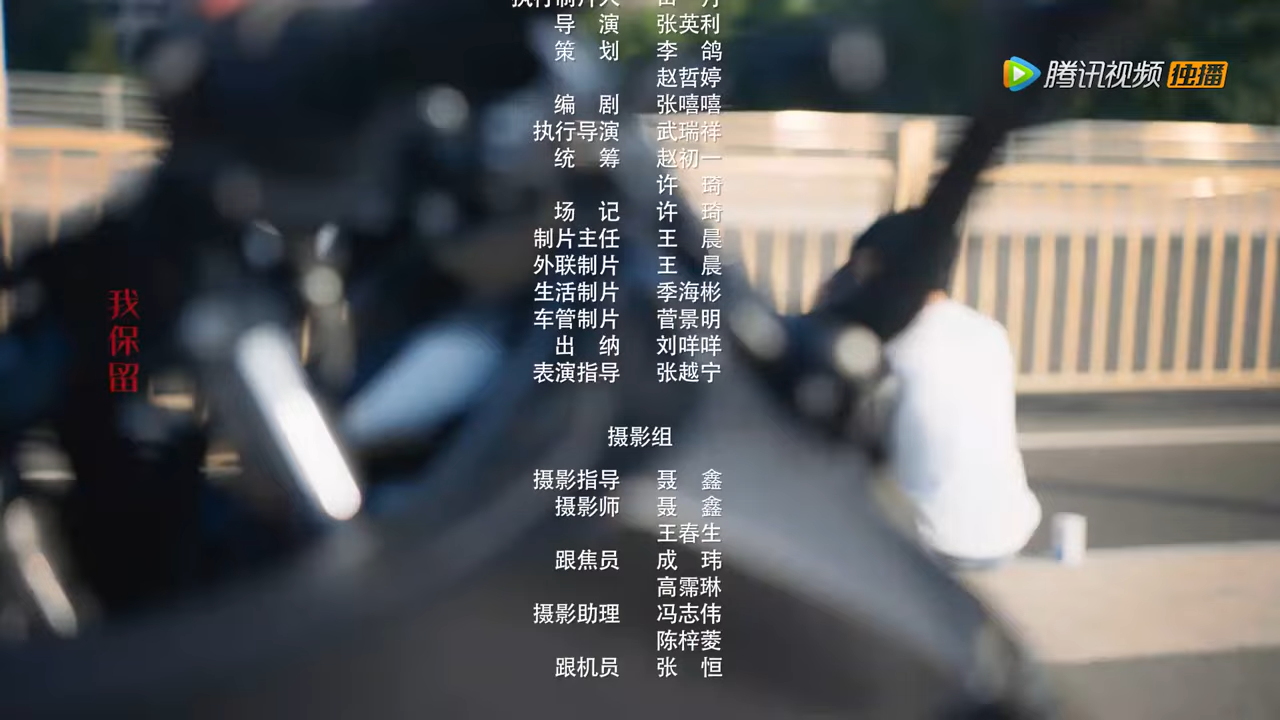 导 演 张英利
策 划 李 鸽
赵哲婷
编 剧 张嘻嘻
执行导演 武瑞祥
统 筹 赵初一
许 琦
场 记 许 琦
制片主任 王 晨
外联制片 王 晨
生活制片 季海彬
车管制片 菅景明
出 纳 刘咩咩
表演指导 张越宁
摄影组
摄影指导 聂 鑫
摄影师 聂 鑫
王春生
跟焦员 成 玮
高霈琳
摄影助理 冯志伟
陈梓菱
跟机员 张 恒
我保留
腾讯视频 独播